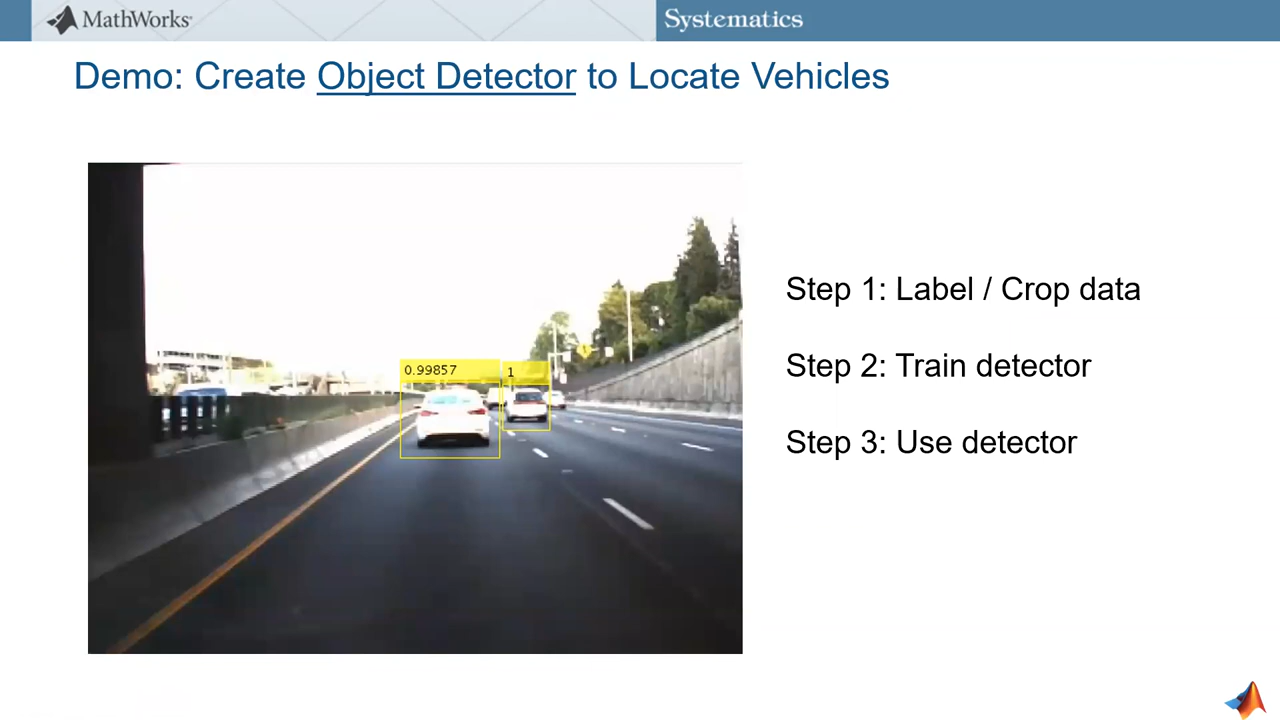 MathWorks®
Systematics
Demo: Create Object Detector to Locate Vehicles
0.99857
1
Step 1: Label / Crop data
Step 2: Train detector
Step 3: Use detector